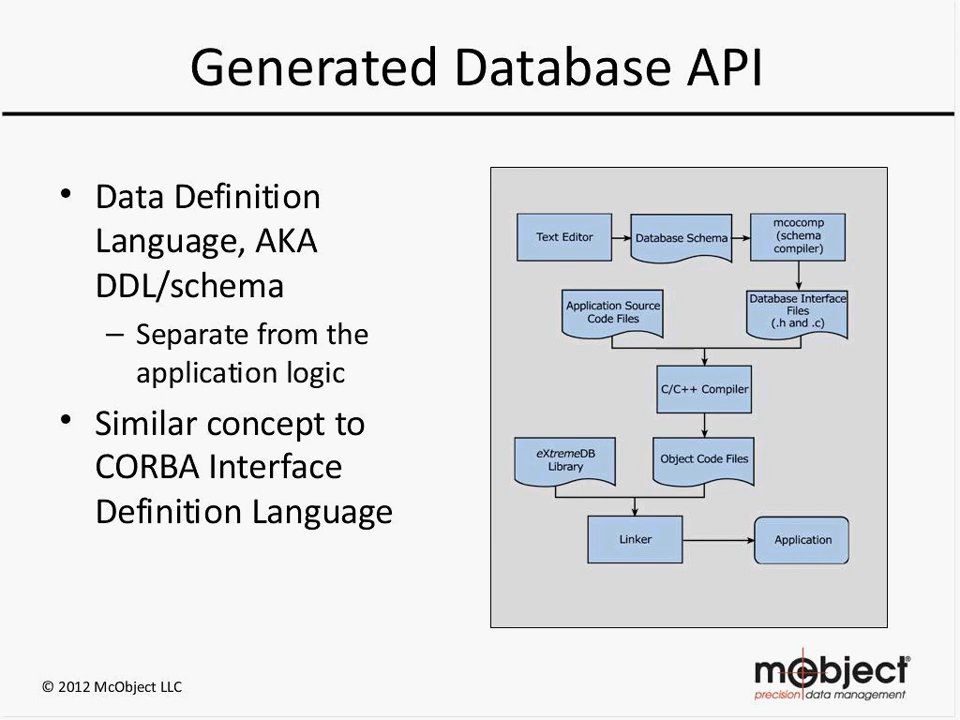 Generated Database API
• Data Definition
Language, AKA
DDL/schema
– Separate from the
application logic
• Similar concept to
CORBA Interface
Definition Language
Text Editor
Database Schema
mcocomp
(schema
compiler)
Application Source
Code Files
Database Interface
Files
(.h and .c)
C/C++ Compiler
eXtremeDB
Library
Object Code Files
Linker
Application
© 2012 McObject LLC
mcobject®
precision data management